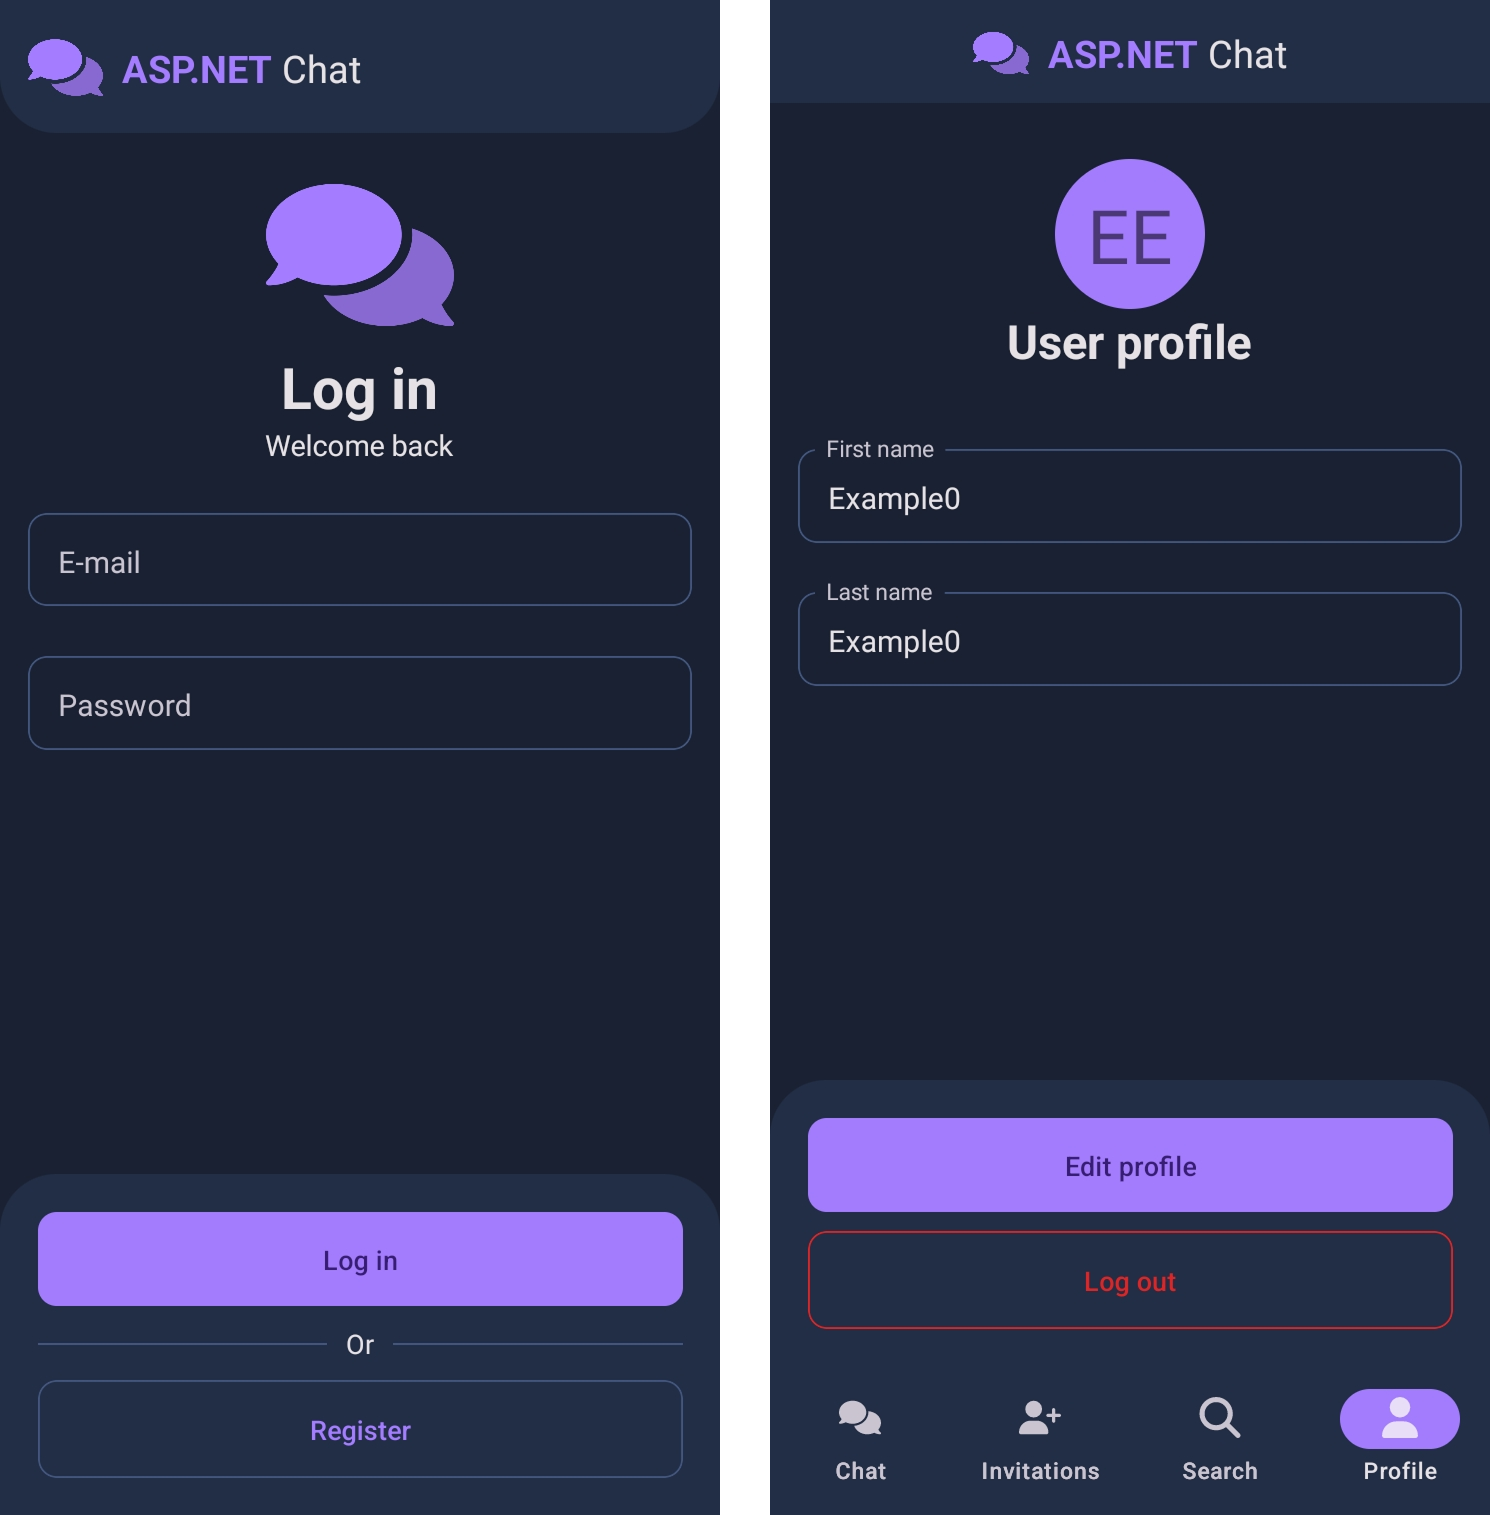 ASP.NET Chat
Log in
Welcome back
E-mail
Password
Log in
Or
Register
ASP.NET Chat
EE
User profile
First name
Example0
Last name
Example0
Edit profile
Log out
Chat Invitations Search Profile